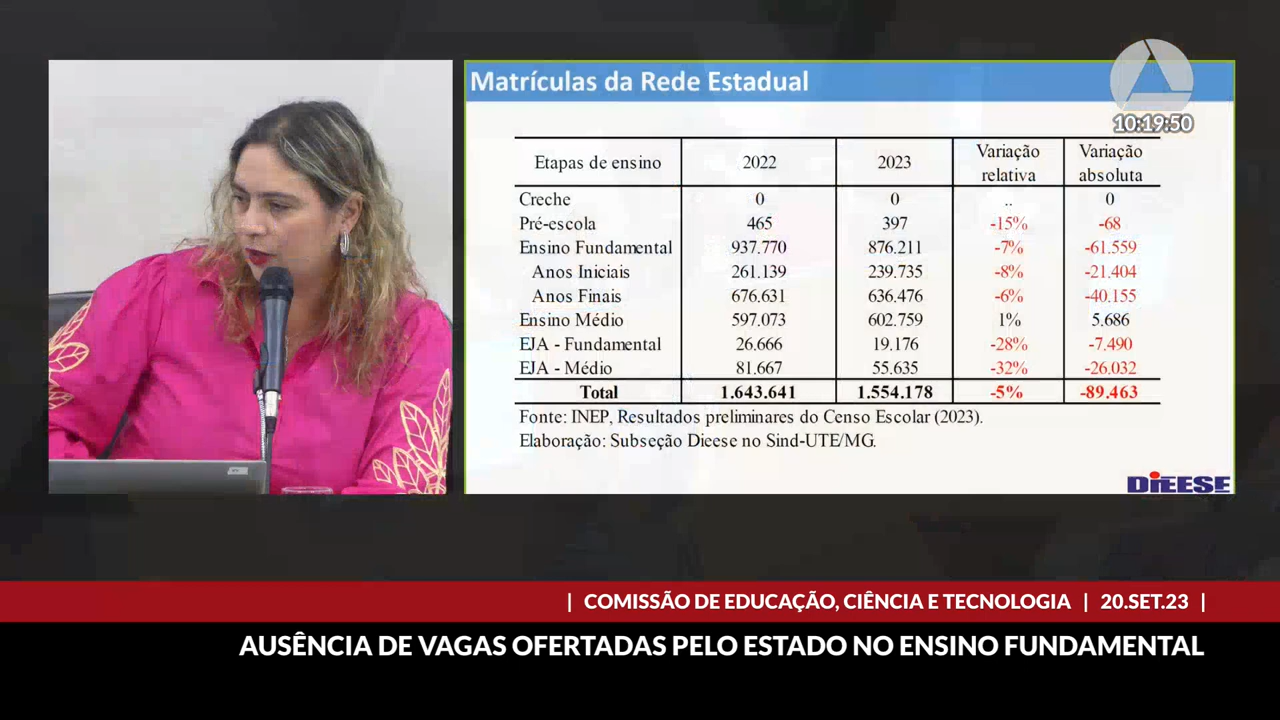 Matrículas da Rede Estadual
10:19:50
Etapas de ensino 2022 2023 Variação relativa Variação absoluta
Creche 0 0 .. 0
Pré-escola 465 397 -15% -68
Ensino Fundamental 937.770 876.211 -7% -61.559
Anos Iniciais 261.139 239.735 -8% -21.404
Anos Finais 676.631 636.476 -6% -40.155
Ensino Médio 597.073 602.759 1% 5.686
EJA - Fundamental 26.666 19.176 -28% -7.490
EJA - Médio 81.667 55.635 -32% -26.032
Total 1.643.641 1.554.178 -5% -89.463
Fonte: INEP, Resultados preliminares do Censo Escolar (2023).
Elaboração: Subseção Dieese no Sind-UTE/MG.
DIEESE
| COMISSÃO DE EDUCAÇÃO, CIÊNCIA E TECNOLOGIA | 20.SET.23 |
AUSÊNCIA DE VAGAS OFERTADAS PELO ESTADO NO ENSINO FUNDAMENTAL